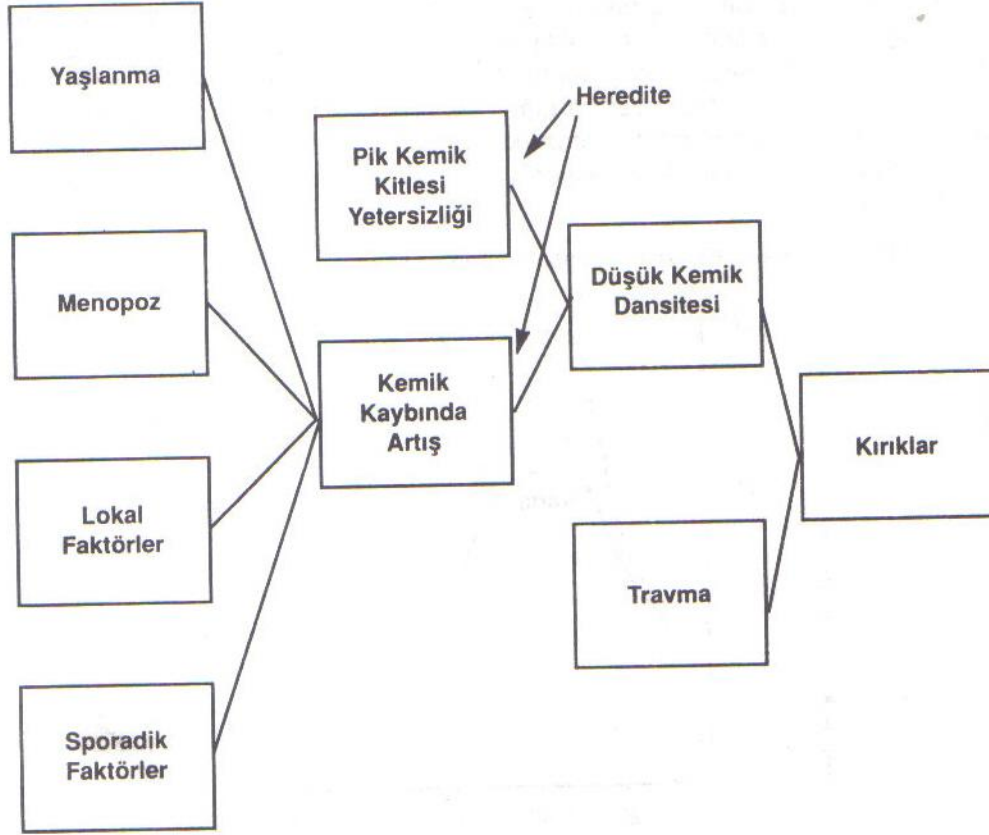 Yaşlanma
Heredite
Pik Kemik
Kitlesi
Yetersizliği
Menopoz
Düşük Kemik
Dansitesi
Kemik
Kaybında
Artış
Kırıklar
Lokal
Faktörler
Travma
Sporadik
Faktörler